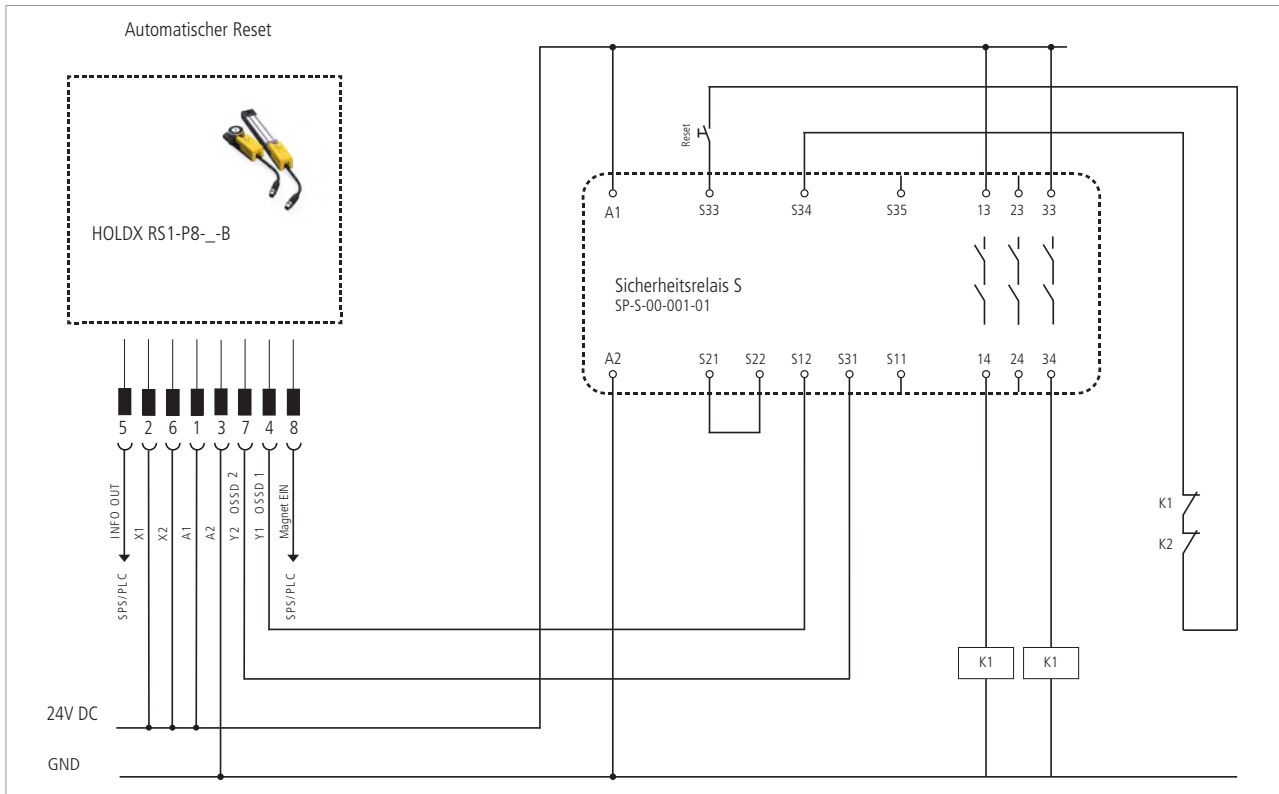 Automatischer Reset
HOLDX RS1-P8-_-B
Reset
A1 S33 S34 S35 13 23 33
Sicherheitsrelais S
SP-S-00-001-01
A2 S21 S22 S12 S31 S11 14 24 34
5 2 6 1 3 7 4 8
INFO OUT
X1
X2
A1
A2
Y2 OSSD 2
Y1 OSSD 1
Magnet EIN
SPS/PLC
SPS/PLC
K1
K2
K1 K1
24V DC
GND